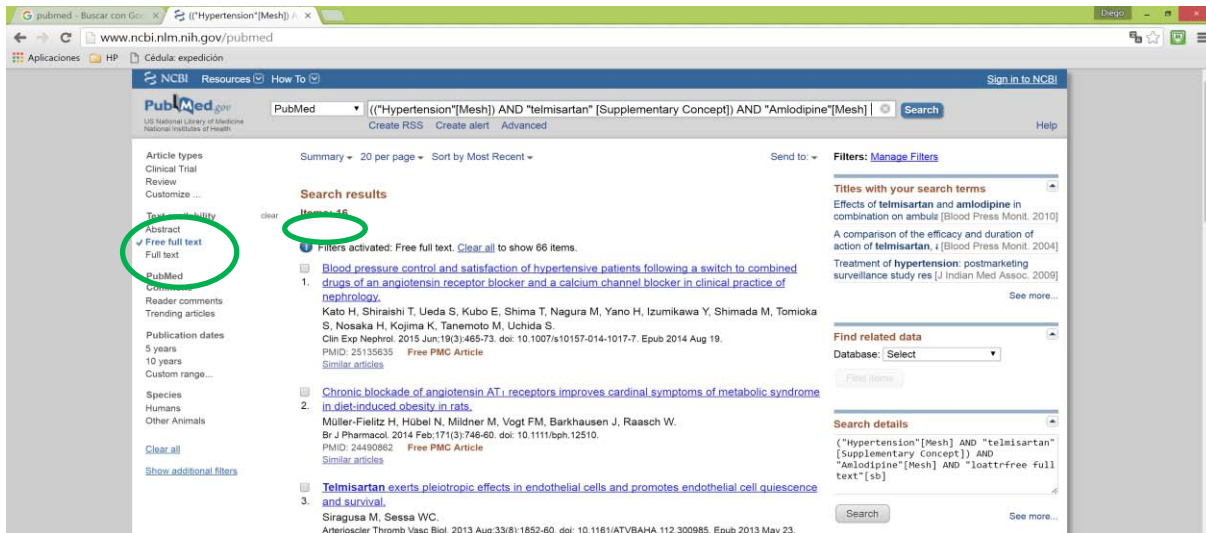 pubmed - Buscar con Goo
(("Hypertension"[Mesh]) A
Diego
www.ncbi.nlm.nih.gov/pubmed
Aplicaciones HP Cédula: expedición
NCBI Resources How To Sign in to NCBI
PubMed.gov
US National Library of Medicine
National Institutes of Health
PubMed (("Hypertension"[Mesh]) AND "telmisartan" [Supplementary Concept]) AND "Amlodipine"[Mesh] Search
Create RSS Create alert Advanced Help
Article types
Clinical Trial
Review
Customize ...
Text availability clear
Abstract
Free full text
Full text
PubMed
Commons
Reader comments
Trending articles
Publication dates
5 years
10 years
Custom range...
Species
Humans
Other Animals
Clear all
Show additional filters
Summary 20 per page Sort by Most Recent Send to:
Search results
Items: 16
Filters activated: Free full text. Clear all to show 66 items.
1. Blood pressure control and satisfaction of hypertensive patients following a switch to combined
drugs of an angiotensin receptor blocker and a calcium channel blocker in clinical practice of
nephrology.
Kato H, Shiraishi T, Ueda S, Kubo E, Shima T, Nagura M, Yano H, Izumikawa Y, Shimada M, Tomioka
S, Nosaka H, Kojima K, Tanemoto M, Uchida S.
Clin Exp Nephrol. 2015 Jun;19(3):465-73. doi: 10.1007/s10157-014-1017-7. Epub 2014 Aug 19.
PMID: 25135635 Free PMC Article
Similar articles
2. Chronic blockade of angiotensin AT₁ receptors improves cardinal symptoms of metabolic syndrome
in diet-induced obesity in rats.
Müller-Fielitz H, Hübel N, Mildner M, Vogt FM, Barkhausen J, Raasch W.
Br J Pharmacol. 2014 Feb;171(3):746-60. doi: 10.1111/bph.12510.
PMID: 24490862 Free PMC Article
Similar articles
3. Telmisartan exerts pleiotropic effects in endothelial cells and promotes endothelial cell quiescence
and survival.
Siragusa M, Sessa WC.
Arterioscler Thromb Vasc Biol. 2013 Aug;33(8):1852-60. doi: 10.1161/ATVBAHA.112.300985. Epub 2013 May 23.
Filters: Manage Filters
Titles with your search terms
Effects of telmisartan and amlodipine in
combination on ambula [Blood Press Monit. 2010]
A comparison of the efficacy and duration of
action of telmisartan, a [Blood Press Monit. 2004]
Treatment of hypertension: postmarketing
surveillance study res [J Indian Med Assoc. 2009]
See more...
Find related data
Database: Select
Find items
Search details
("Hypertension"[Mesh] AND "telmisartan"
[Supplementary Concept]) AND
"Amlodipine"[Mesh] AND "loattrfree full
text"[sb]
Search See more...